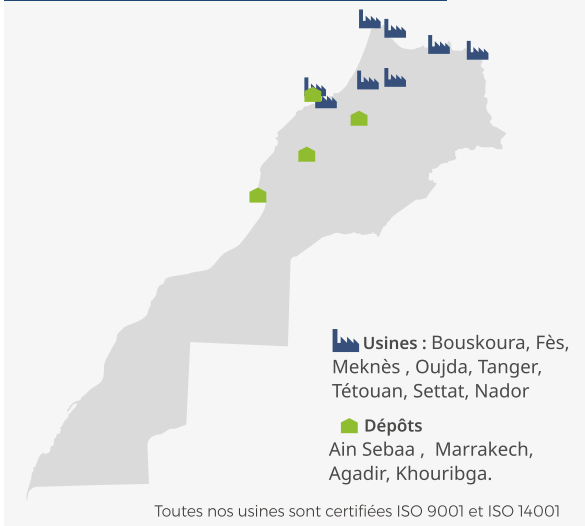 Usines : Bouskoura, Fès,
Meknès , Oujda, Tanger,
Tétouan, Settat, Nador
Dépôts
Ain Sebaa , Marrakech,
Agadir, Khouribga.
Toutes nos usines sont certifiées ISO 9001 et ISO 14001